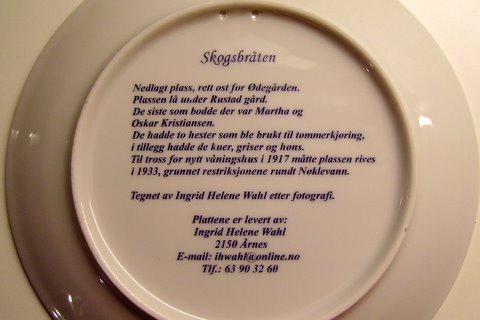 Skogsbråten
Nedlagt plass, rett ost for Ødegården.
Plassen lå under Rustad gård.
De siste som bodde der var Martha og
Oskar Kristiansen.
De hadde to hester som ble brukt til tømmerkjøring,
i tillegg hadde de kuer, griser og høns.
Til tross for nytt våningshus i 1917 måtte plassen rives
i 1933, grunnet restriksjonene rundt Nøklevann.
Tegnet av Ingrid Helene Wahl etter fotografi.
Plattene er levert av:
Ingrid Helene Wahl
2150 Årnes
E-mail: ihwahl@online.no
Tlf.: 63 90 32 60